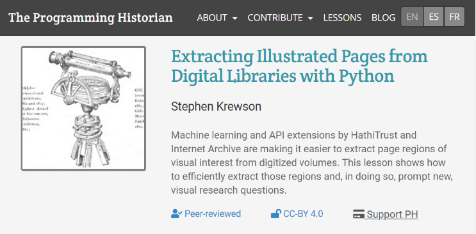 The Programming Historian
ABOUT CONTRIBUTE LESSONS BLOG EN ES FR
Extracting Illustrated Pages from
Digital Libraries with Python
Stephen Krewson
Machine learning and API extensions by HathiTrust and
Internet Archive are making it easier to extract page regions of
visual interest from digitized volumes. This lesson shows how
to efficiently extract those regions and, in doing so, prompt new,
visual research questions.
Peer-reviewed CC-BY 4.0 Support PH